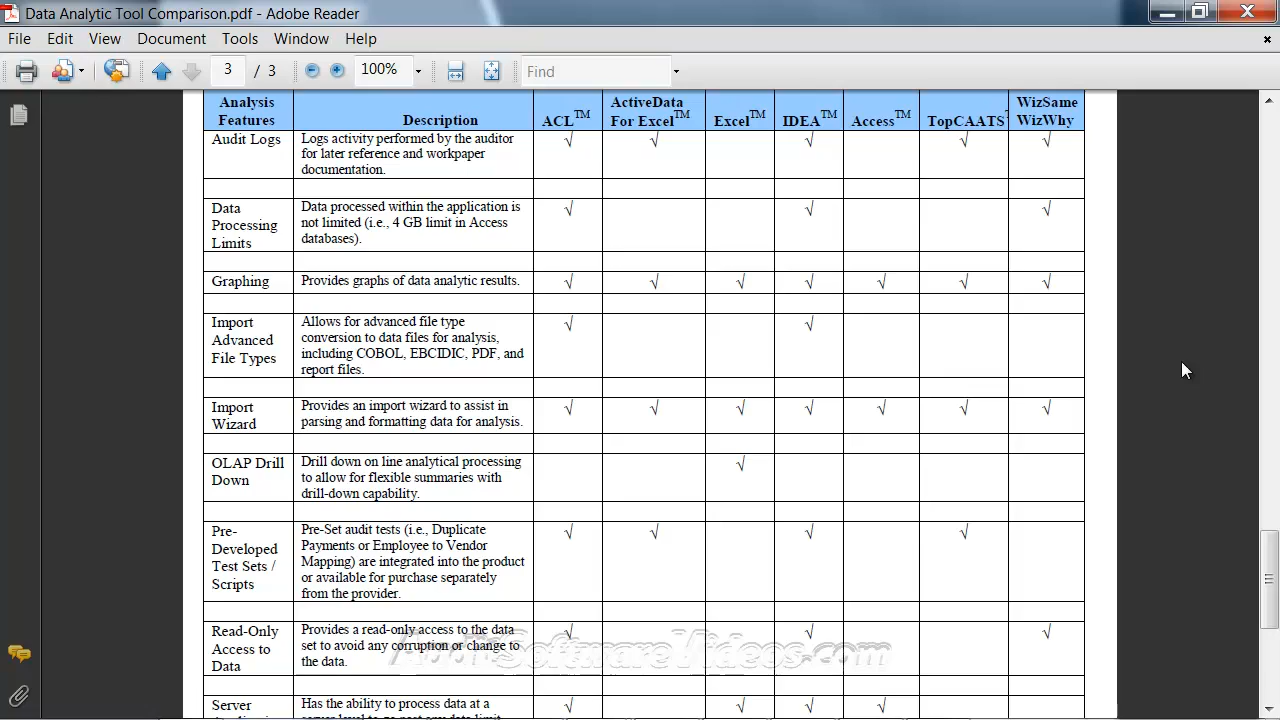 Data Analytic Tool Comparison.pdf - Adobe Reader
File Edit View Document Tools Window Help
3 / 3 100% Find
Analysis Features Description ACL™ ActiveData For Excel™ Excel™ IDEA™ Access™ TopCAATS WizSame WizWhy
Audit Logs Logs activity performed by the auditor √ √ √ √ √
for later reference and workpaper
documentation.
Data Data processed within the application is √ √ √
Processing not limited (i.e., 4 GB limit in Access
Limits databases).
Graphing Provides graphs of data analytic results. √ √ √ √ √ √ √
Import Allows for advanced file type √ √
Advanced conversion to data files for analysis,
File Types including COBOL, EBCIDIC, PDF, and
report files.
Import Provides an import wizard to assist in √ √ √ √ √ √ √
Wizard parsing and formatting data for analysis.
OLAP Drill Drill down on line analytical processing √
Down to allow for flexible summaries with
drill-down capability.
Pre- Pre-Set audit tests (i.e., Duplicate √ √ √ √
Developed Payments or Employee to Vendor
Test Sets / Mapping) are integrated into the product
Scripts or available for purchase separately
from the provider.
Read-Only Provides a read-only access to the data √ √ √
Access to set to avoid any corruption or change to
Data the data.
AuditSoftwareVideos.com
Server Has the ability to process data at a √ √ √ √